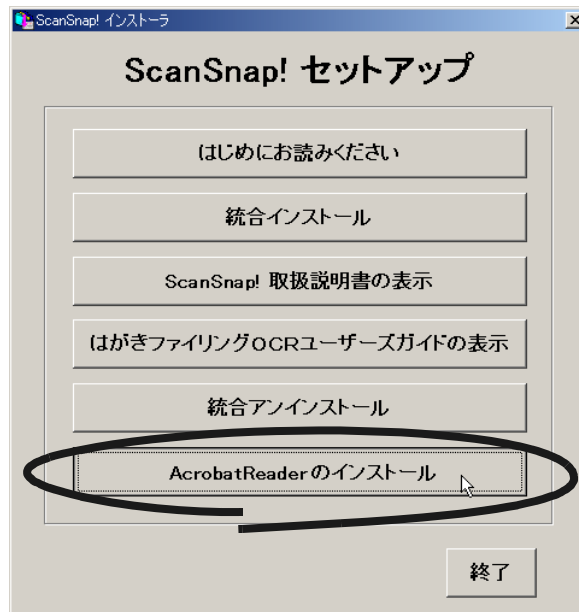 ScanSnap! インストーラ
ScanSnap! セットアップ
はじめにお読みください
統合インストール
ScanSnap! 取扱説明書の表示
はがきファイリングOCRユーザーズガイドの表示
統合アンインストール
AcrobatReaderのインストール
終了